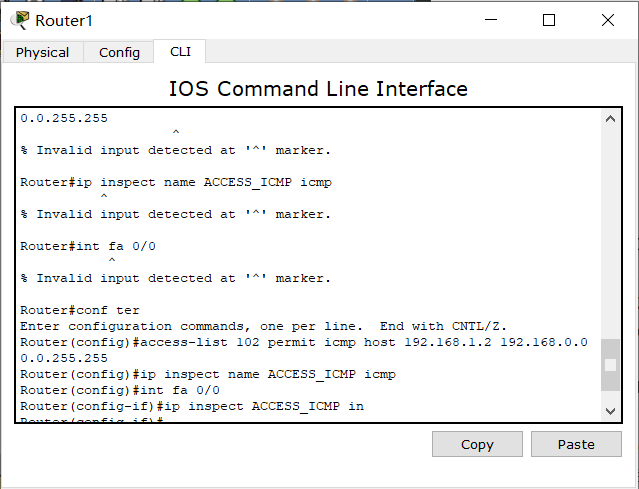 Router1
Physical
Config
CLI
IOS Command Line Interface
0.0.255.255
^
% Invalid input detected at '^' marker.
Router#ip inspect name ACCESS_ICMP icmp
^
% Invalid input detected at '^' marker.
Router#int fa 0/0
^
% Invalid input detected at '^' marker.
Router#conf ter
Enter configuration commands, one per line.  End with CNTL/Z.
Router(config)#access-list 102 permit icmp host 192.168.1.2 192.168.0.0
0.0.255.255
Router(config)#ip inspect name ACCESS_ICMP icmp
Router(config)#int fa 0/0
Router(config-if)#ip inspect ACCESS_ICMP in
Router(config-if)#
Copy
Paste